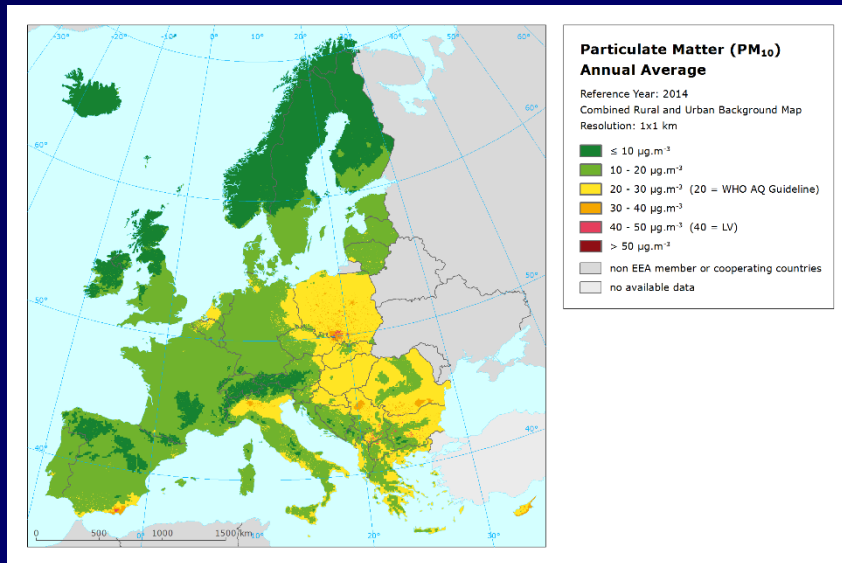 -30°
-20°
-10°
0°
10°
20°
30°
40°
50°
60°
70°
60°
60°
50°
50°
40°
40°
0 500 1000 1500 km
0°
10°
20°
30°
Particulate Matter (PM₁₀)
Annual Average
Reference Year: 2014
Combined Rural and Urban Background Map
Resolution: 1x1 km
≤ 10 µg.m⁻³
10 - 20 µg.m⁻³
20 - 30 µg.m⁻³ (20 = WHO AQ Guideline)
30 - 40 µg.m⁻³
40 - 50 µg.m⁻³ (40 = LV)
> 50 µg.m⁻³
non EEA member or cooperating countries
no available data